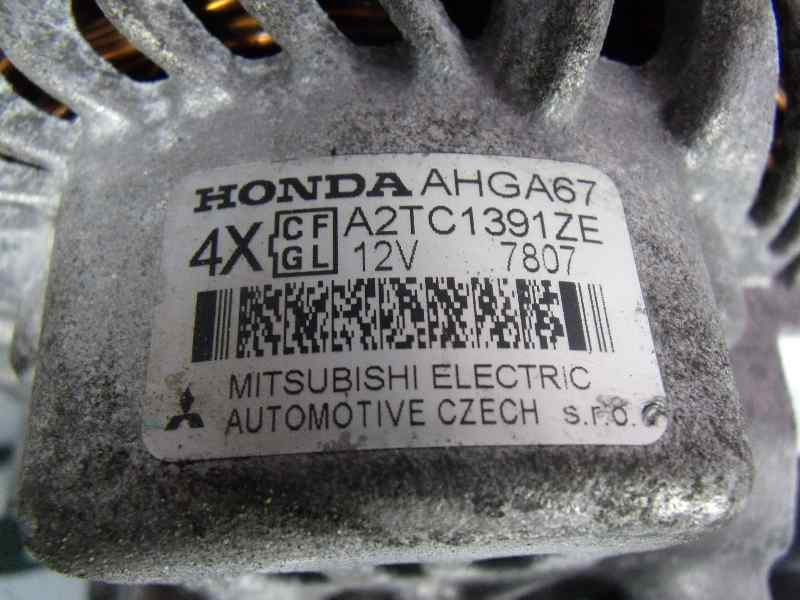 HONDA AHGA67
4X CF A2TC1391ZE
GL 12V 7807
MITSUBISHI ELECTRIC
AUTOMOTIVE CZECH s.r.o.